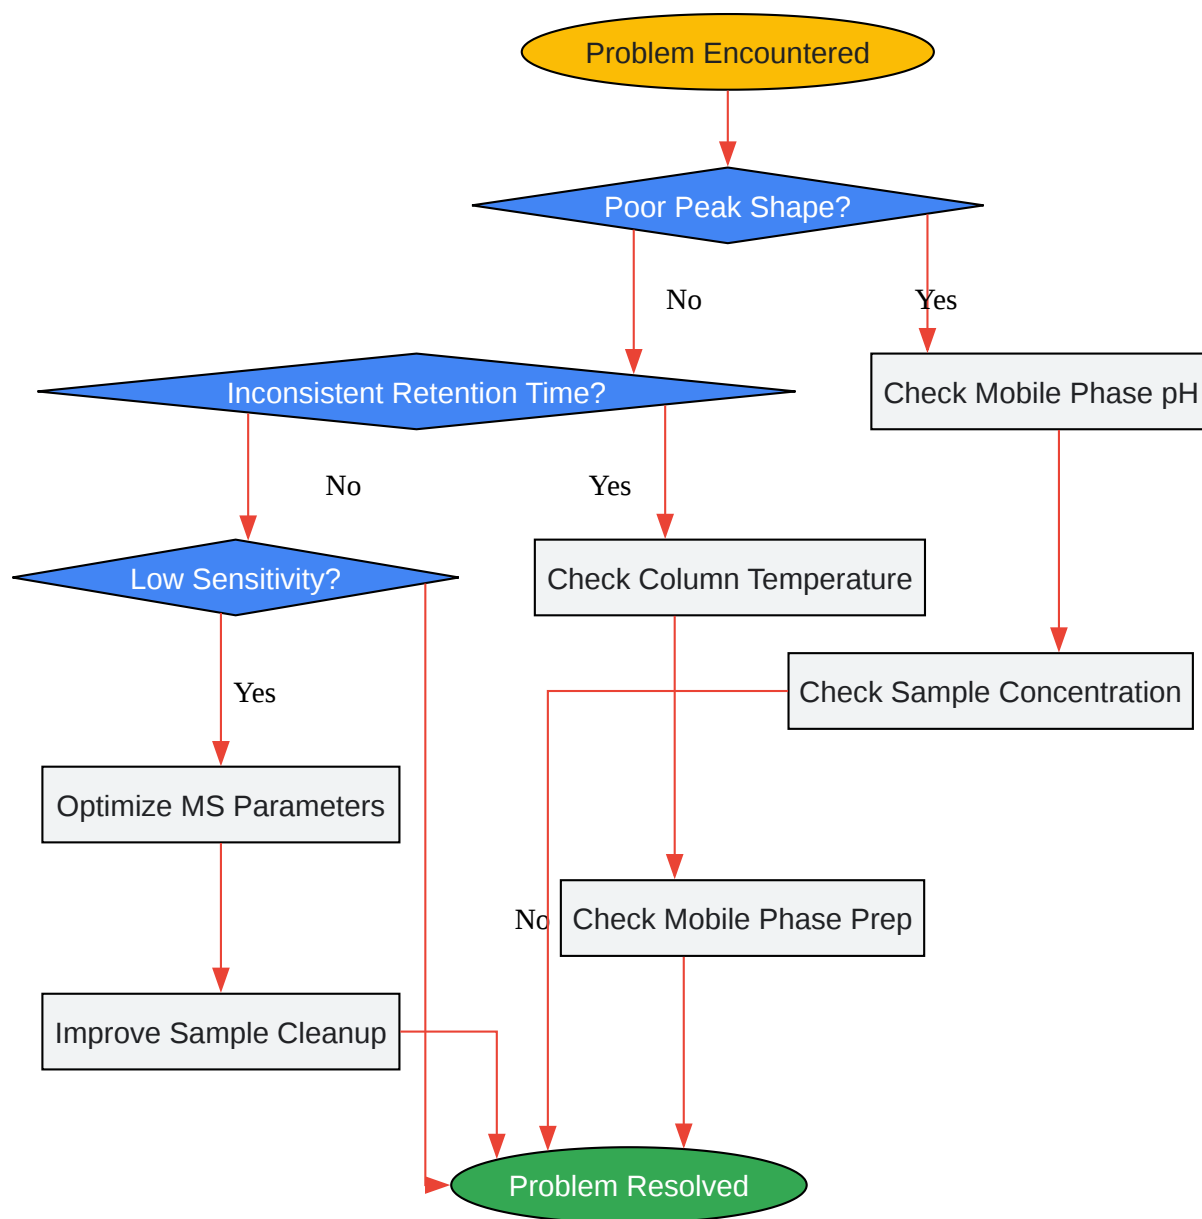 Problem Encountered
Poor Peak Shape?
No
Yes
Inconsistent Retention Time?
Check Mobile Phase pH
No
Yes
Low Sensitivity?
Check Column Temperature
Yes
Check Sample Concentration
Optimize MS Parameters
No
Check Mobile Phase Prep
Improve Sample Cleanup
Problem Resolved